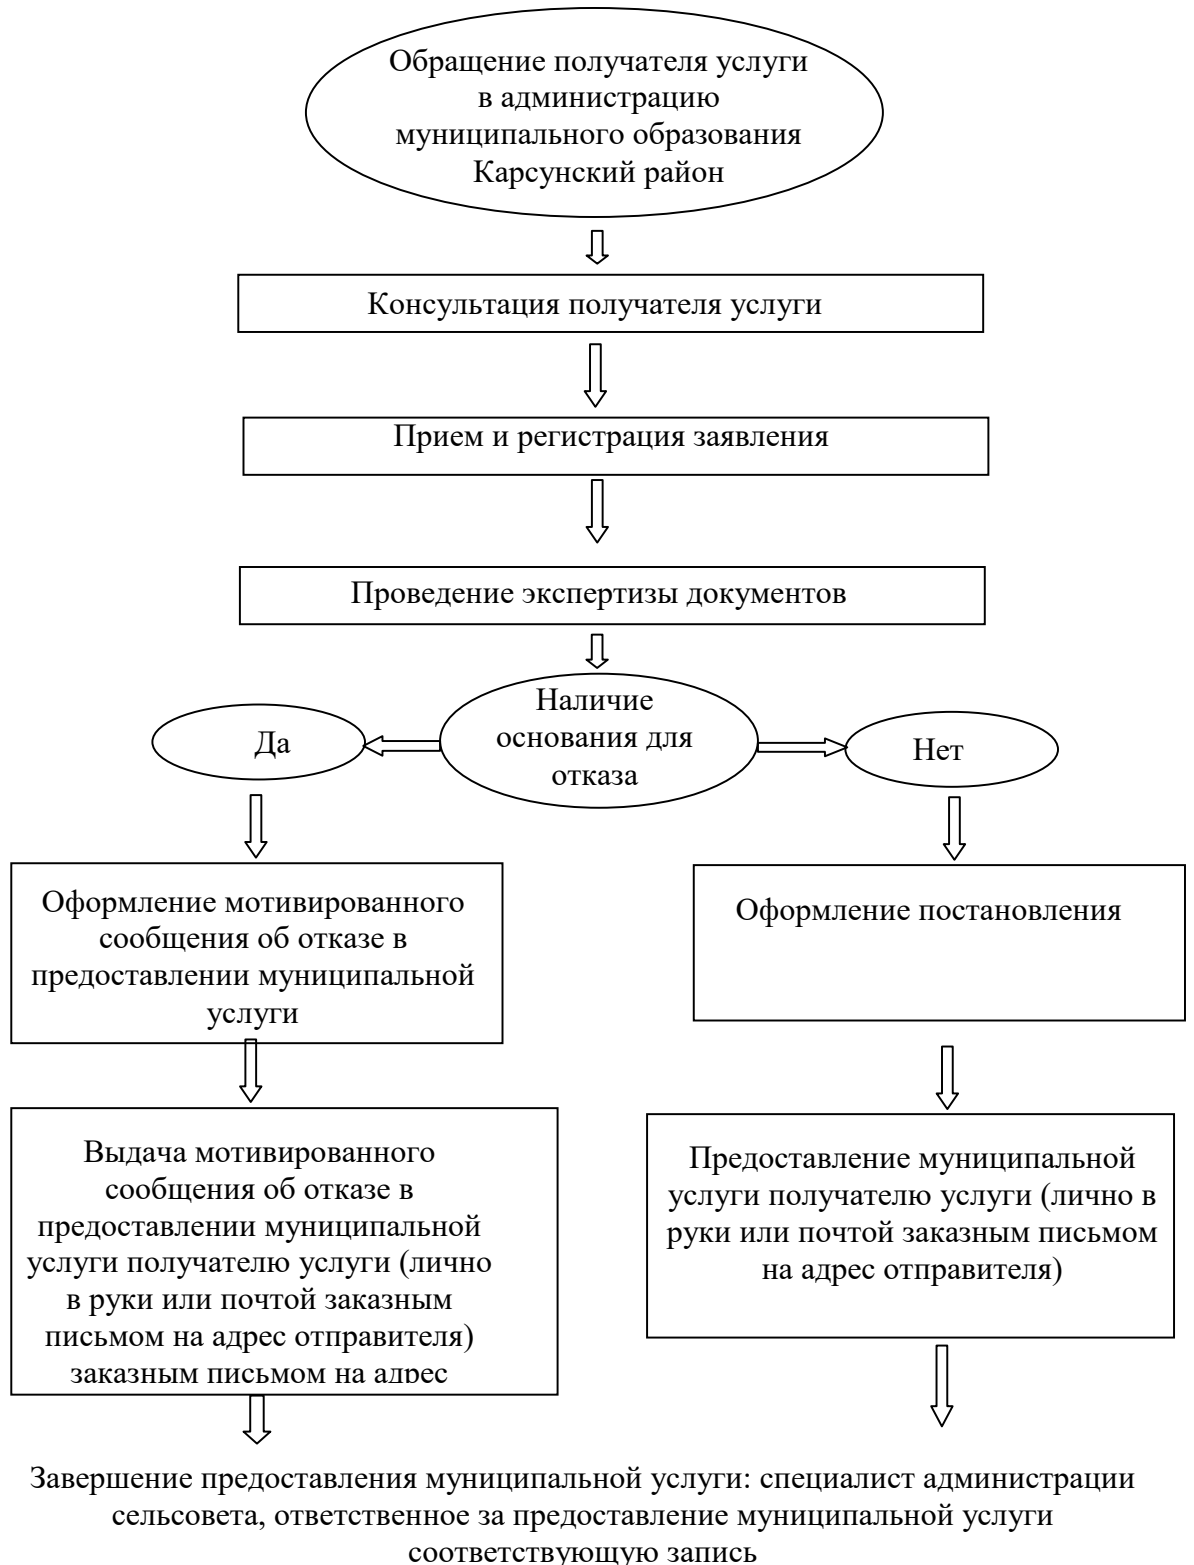 Обращение получателя услуги
в администрацию
муниципального образования
Карсунский район
Консультация получателя услуги
Прием и регистрация заявления
Проведение экспертизы документов
Наличие
основания для
отказа
Да
Нет
Оформление мотивированного
сообщения об отказе в
предоставлении муниципальной
услуги
Оформление постановления
Выдача мотивированного
сообщения об отказе в
предоставлении муниципальной
услуги получателю услуги (лично
в руки или почтой заказным
письмом на адрес отправителя)
заказным письмом на адрес
Предоставление муниципальной
услуги получателю услуги (лично в
руки или почтой заказным письмом
на адрес отправителя)
Завершение предоставления муниципальной услуги: специалист администрации
сельсовета, ответственное за предоставление муниципальной услуги
соответствующую запись